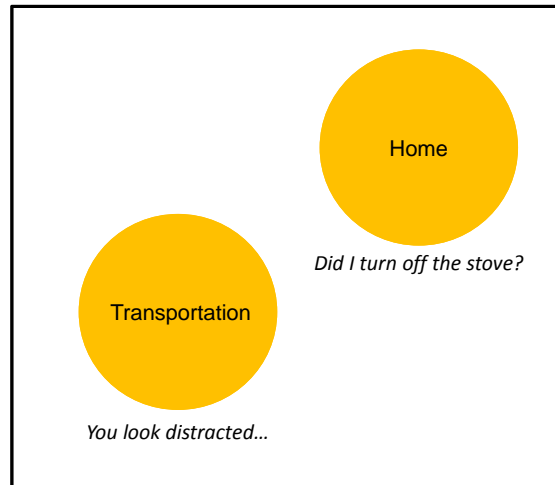 Home
Did I turn off the stove?
Transportation
You look distracted…